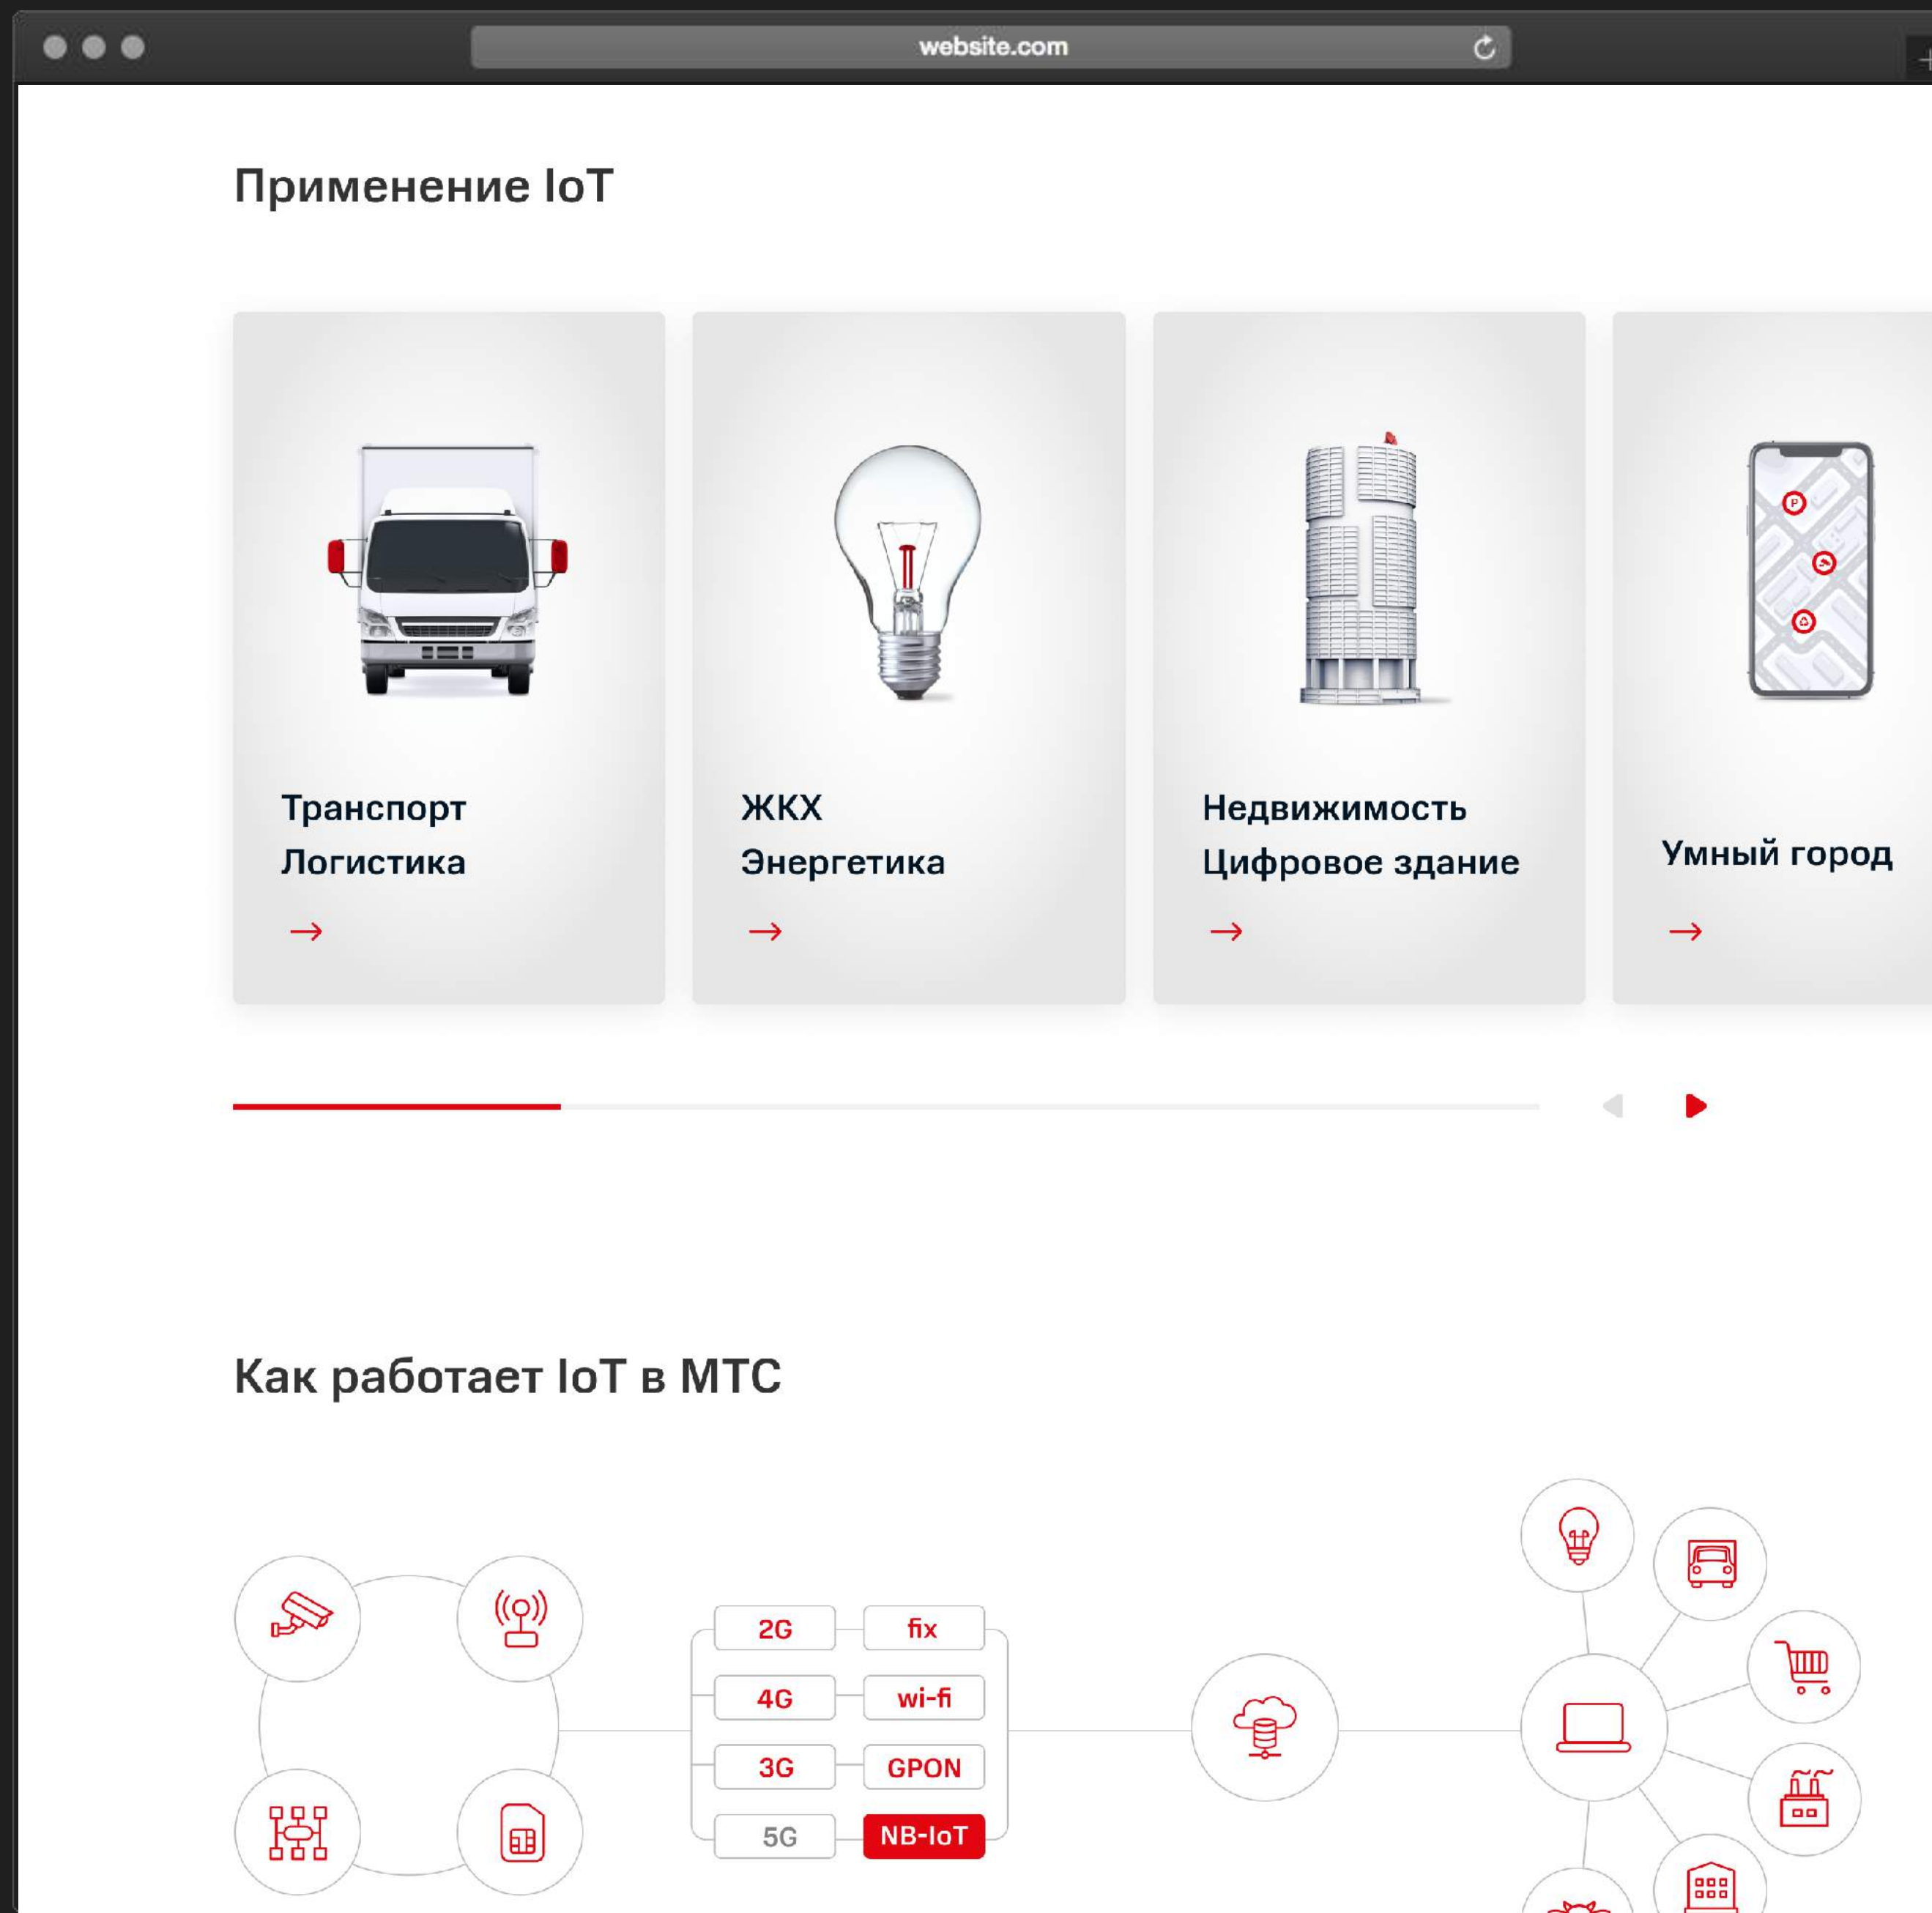 website.com
Применение IoT
Транспорт
Логистика
ЖКХ
Энергетика
Недвижимость
Цифровое здание
P
Умный город
Как работает IoT в МТС
2G
fix
4G
wi-fi
3G
GPON
5G
NB-IoT